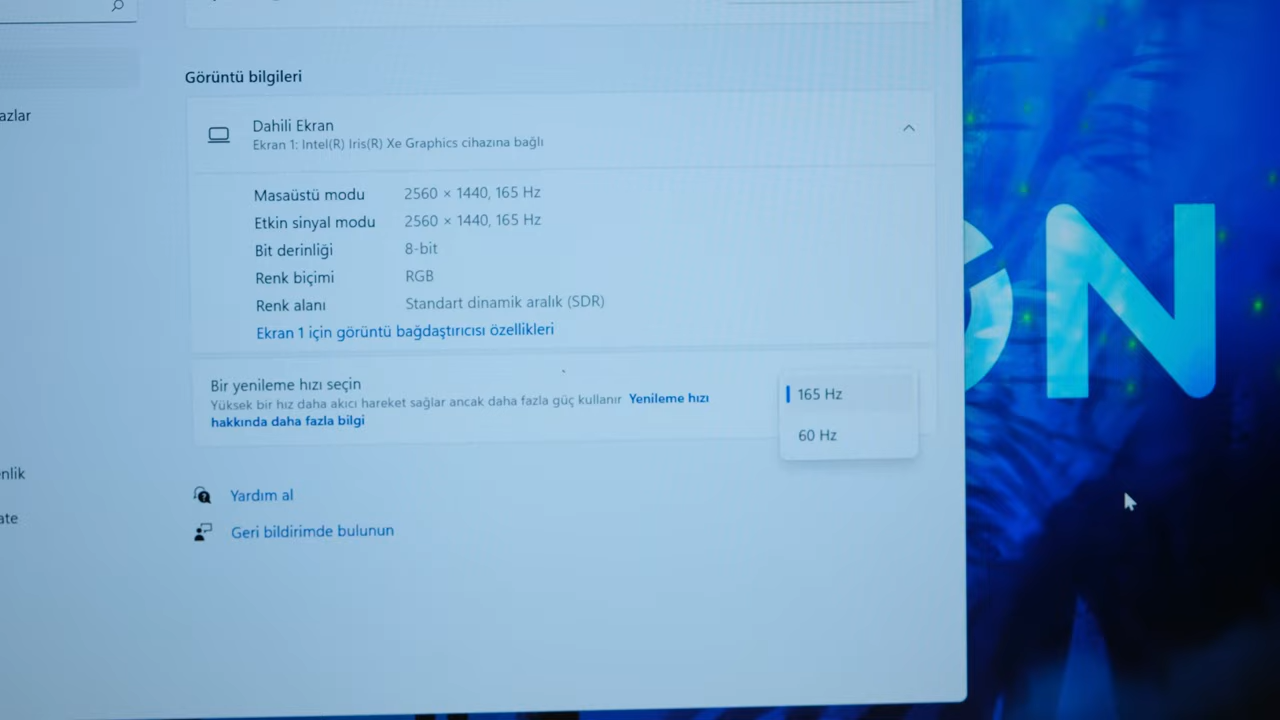 azlar
Görüntü bilgileri
Dahili Ekran
Ekran 1: Intel(R) Iris(R) Xe Graphics cihazına bağlı
Masaüstü modu 2560 × 1440, 165 Hz
Etkin sinyal modu 2560 × 1440, 165 Hz
Bit derinliği 8-bit
Renk biçimi RGB
Renk alanı Standart dinamik aralık (SDR)
Ekran 1 için görüntü bağdaştırıcısı özellikleri
Bir yenileme hızı seçin
Yüksek bir hız daha akıcı hareket sağlar ancak daha fazla güç kullanır Yenileme hızı
hakkında daha fazla bilgi
165 Hz
60 Hz
enlik
Yardım al
ate
Geri bildirimde bulunun
ON